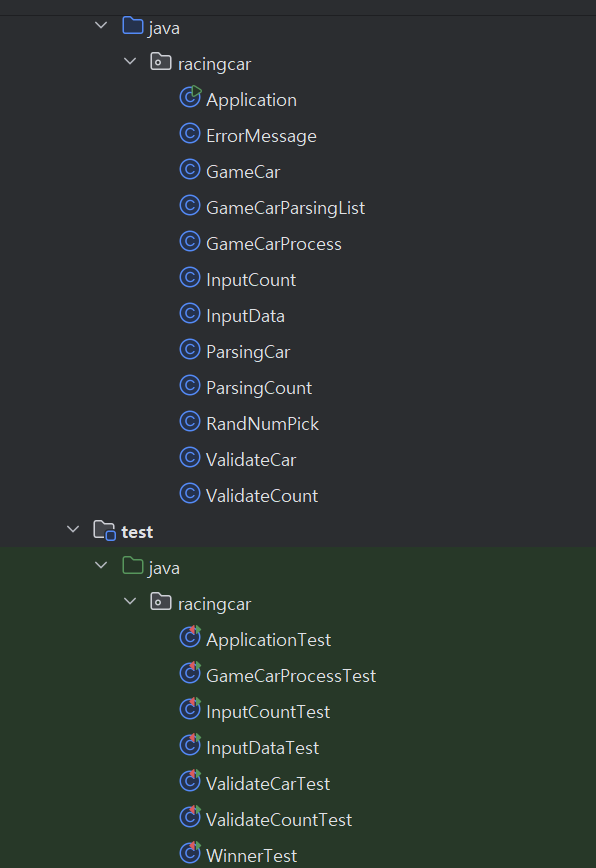 java
racingcar
Application
ErrorMessage
GameCar
GameCarParsingList
GameCarProcess
InputCount
InputData
ParsingCar
ParsingCount
RandNumPick
ValidateCar
ValidateCount
test
java
racingcar
ApplicationTest
GameCarProcessTest
InputCountTest
InputDataTest
ValidateCarTest
ValidateCountTest
WinnerTest